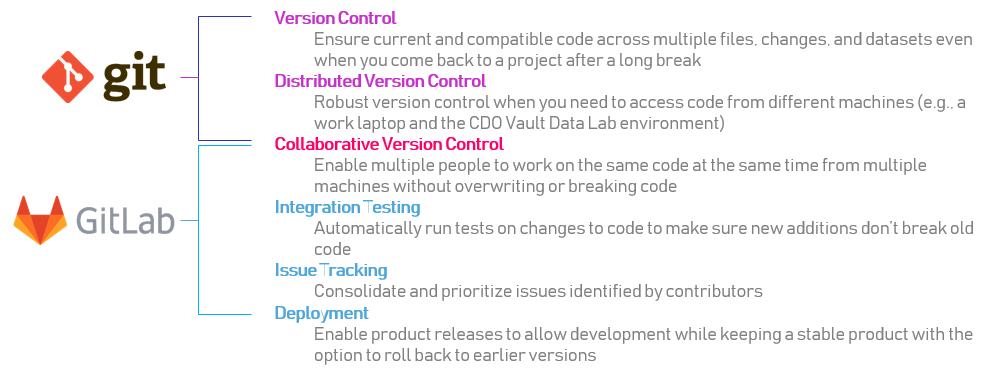 Version Control
Ensure current and compatible code across multiple files, changes, and datasets even
when you come back to a project after a long break
git
Distributed Version Control
Robust version control when you need to access code from different machines (e.g., a
work laptop and the CDO Vault Data Lab environment)
Collaborative Version Control
Enable multiple people to work on the same code at the same time from multiple
machines without overwriting or breaking code
GitLab
Integration Testing
Automatically run tests on changes to code to make sure new additions don't break old
code
Issue Tracking
Consolidate and prioritize issues identified by contributors
Deployment
Enable product releases to allow development while keeping a stable product with the
option to roll back to earlier versions